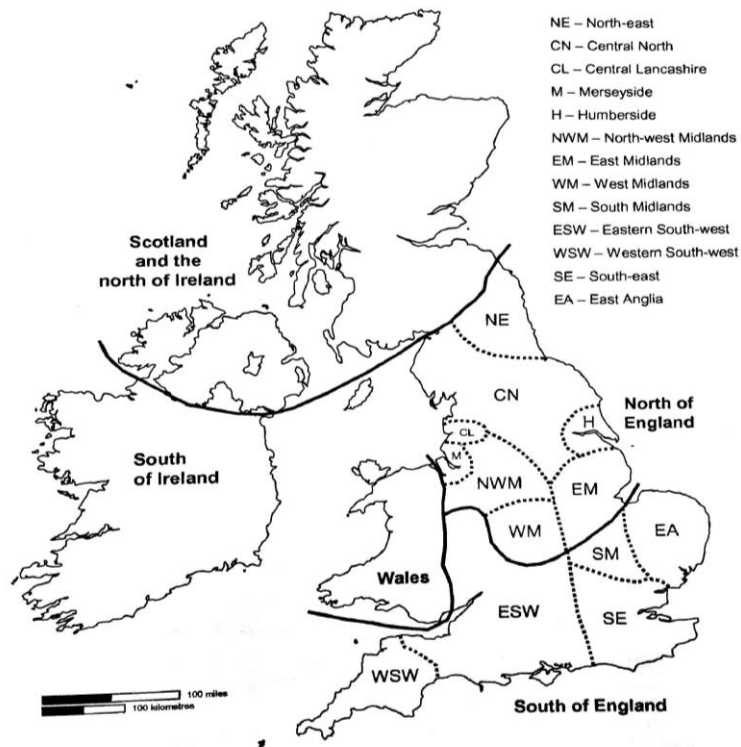 NE – North-east
CN – Central North
CL – Central Lancashire
M – Merseyside
H – Humberside
NWM – North-west Midlands
EM – East Midlands
WM – West Midlands
SM – South Midlands
ESW – Eastern South-west
WSW – Western South-west
SE – South-east
EA – East Anglia
Scotland
and the
north of Ireland
NE
CN
North of
England
H
CL
M
South
of Ireland
NWM
EM
WM
EA
SM
Wales
ESW
SE
WSW
100 miles
100 kilometres
South of England